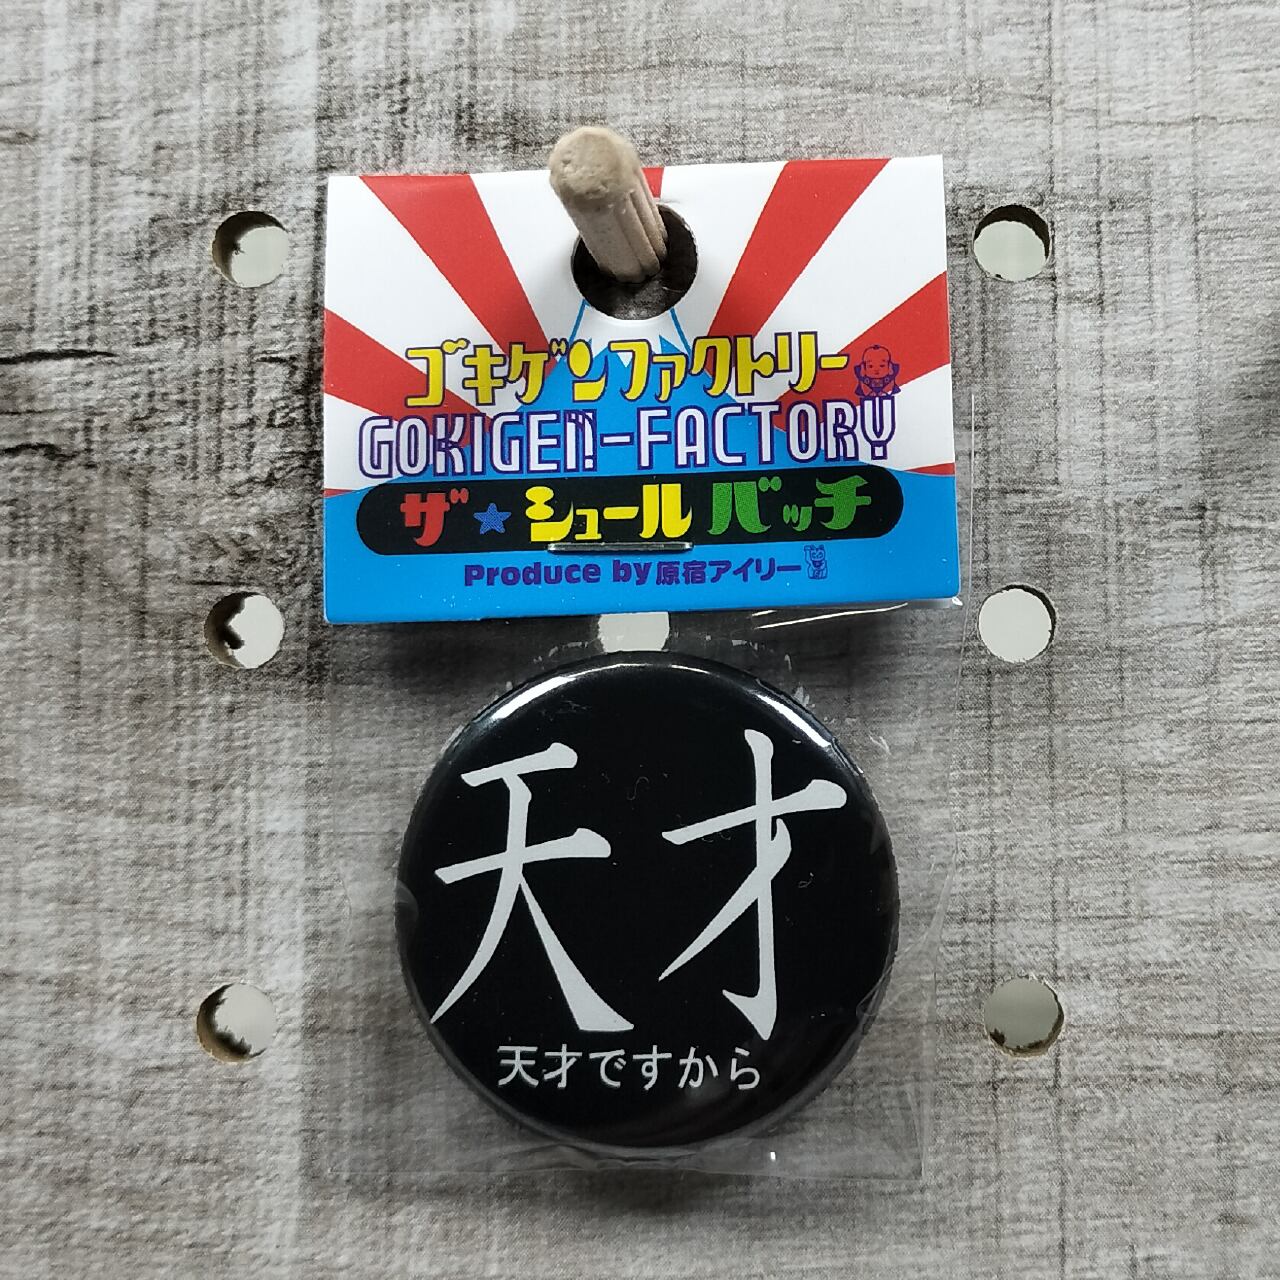 ゴキゲンファクトリー
GOKIGEN-FACTORY
ザ★シュールバッチ
Produce by 原宿アイリー
天才
天才ですから